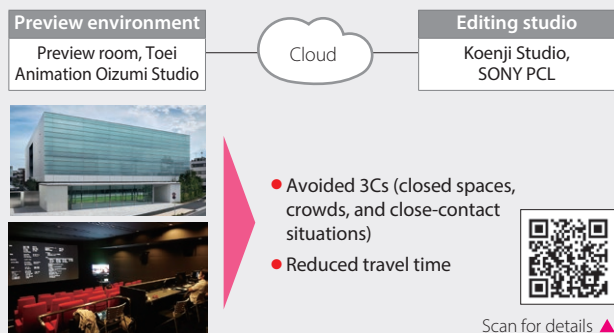 Preview environment
Preview room, Toei
Animation Oizumi Studio
Cloud
Editing studio
Koenji Studio,
SONY PCL
● Avoided 3Cs (closed spaces,
crowds, and close-contact
situations)
● Reduced travel time
Scan for details ▲